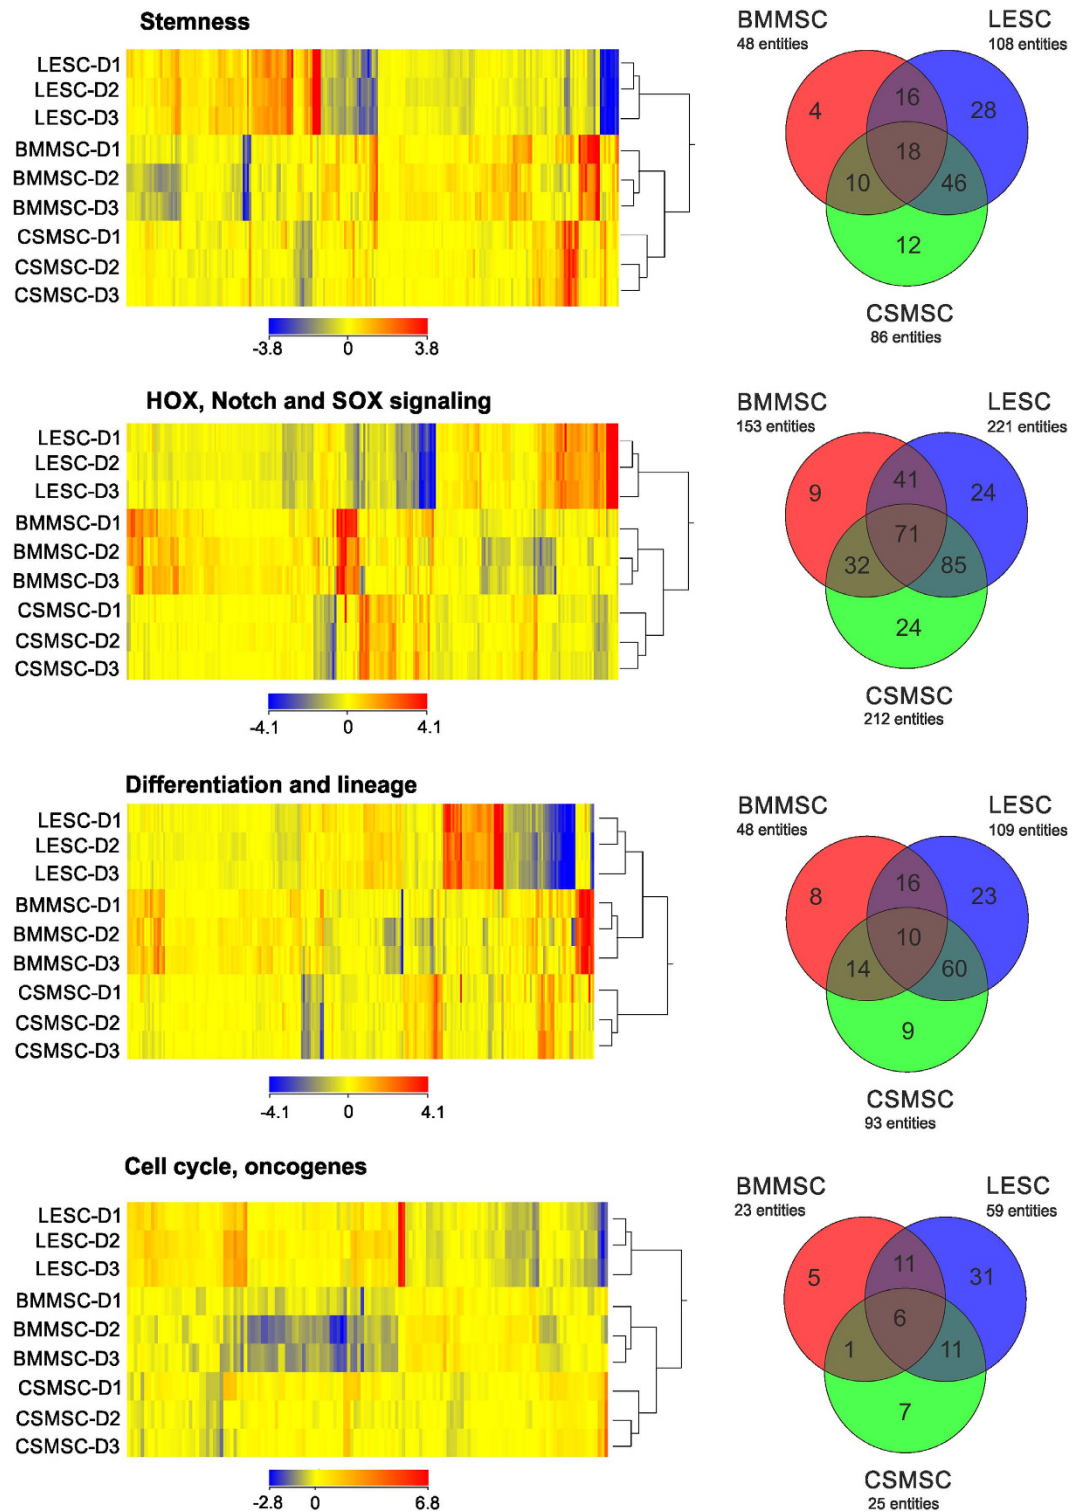 Stemness
LESC-D1
LESC-D2
LESC-D3
BMMSC-D1
BMMSC-D2
BMMSC-D3
CSMSC-D1
CSMSC-D2
CSMSC-D3
-3.8 0 3.8
BMMSC
48 entities
LESC
108 entities
4 16 28
18
10 46
12
CSMSC
86 entities
HOX, Notch and SOX signaling
LESC-D1
LESC-D2
LESC-D3
BMMSC-D1
BMMSC-D2
BMMSC-D3
CSMSC-D1
CSMSC-D2
CSMSC-D3
-4.1 0 4.1
BMMSC
153 entities
LESC
221 entities
9 41 24
71
32 85
24
CSMSC
212 entities
Differentiation and lineage
LESC-D1
LESC-D2
LESC-D3
BMMSC-D1
BMMSC-D2
BMMSC-D3
CSMSC-D1
CSMSC-D2
CSMSC-D3
-4.1 0 4.1
BMMSC
48 entities
LESC
109 entities
8 16 23
10
14 60
9
CSMSC
93 entities
Cell cycle, oncogenes
LESC-D1
LESC-D2
LESC-D3
BMMSC-D1
BMMSC-D2
BMMSC-D3
CSMSC-D1
CSMSC-D2
CSMSC-D3
-2.8 0 6.8
BMMSC
23 entities
LESC
59 entities
5 11 31
6
1 11
7
CSMSC
25 entities